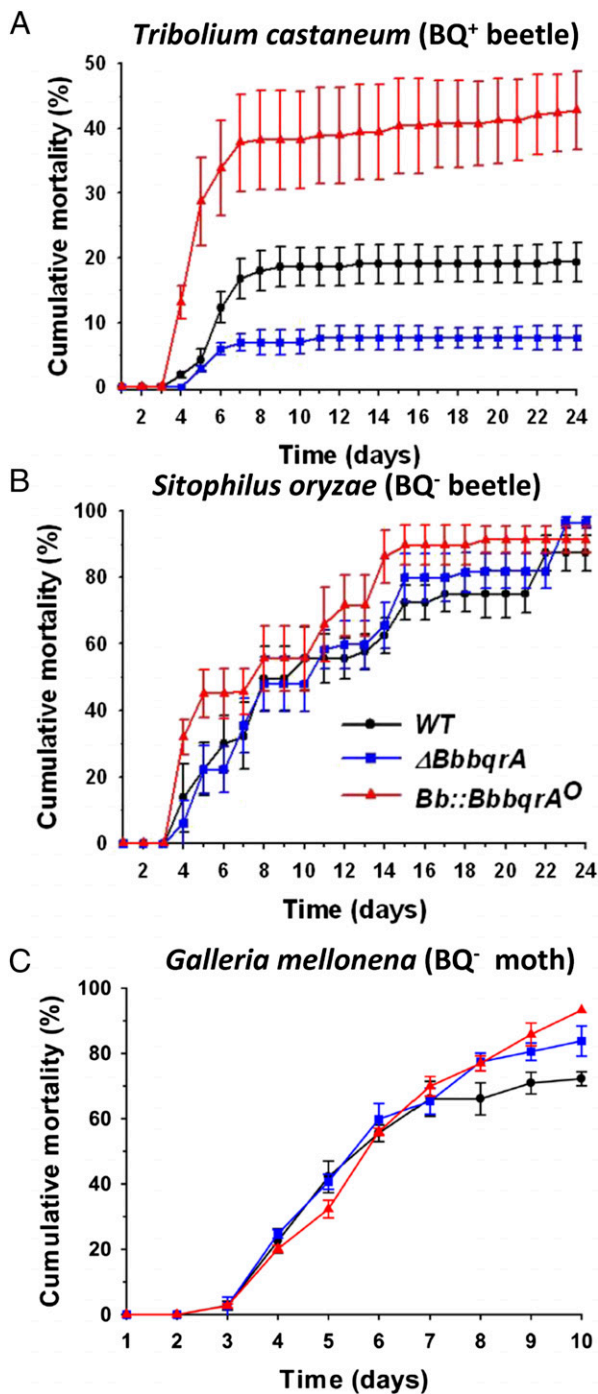 A
Tribolium castaneum (BQ⁺ beetle)
50
40
30
20
10
0
Cumulative mortality (%)
2 4 6 8 10 12 14 16 18 20 22 24
Time (days)
B
Sitophilus oryzae (BQ⁻ beetle)
100
80
60
40
20
0
Cumulative mortality (%)
WT
ΔBbbqrA
Bb::BbbqrAᴼ
2 4 6 8 10 12 14 16 18 20 22 24
Time (days)
C
Galleria mellonena (BQ⁻ moth)
100
80
60
40
20
0
Cumulative mortality (%)
1 2 3 4 5 6 7 8 9 10
Time (days)